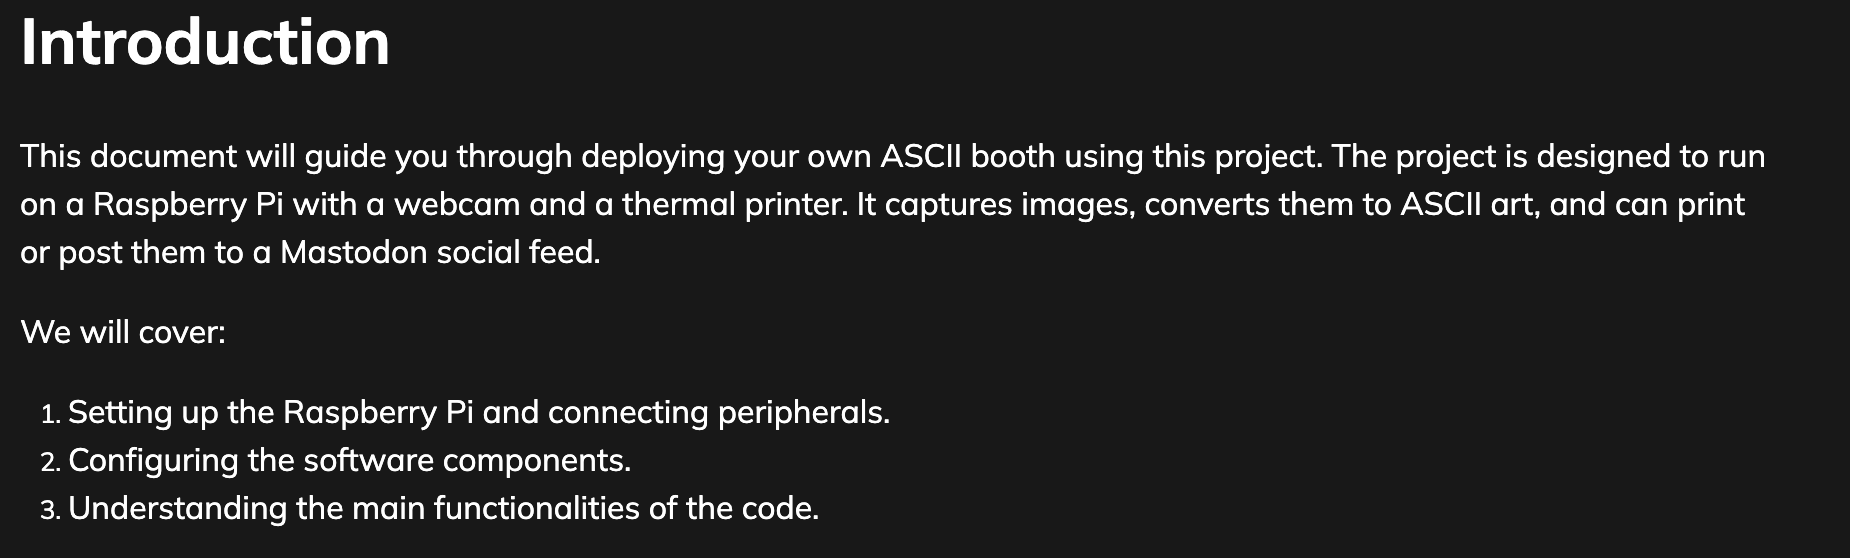 Introduction
This document will guide you through deploying your own ASCII booth using this project. The project is designed to run
on a Raspberry Pi with a webcam and a thermal printer. It captures images, converts them to ASCII art, and can print
or post them to a Mastodon social feed.
We will cover:
1. Setting up the Raspberry Pi and connecting peripherals.
2. Configuring the software components.
3. Understanding the main functionalities of the code.